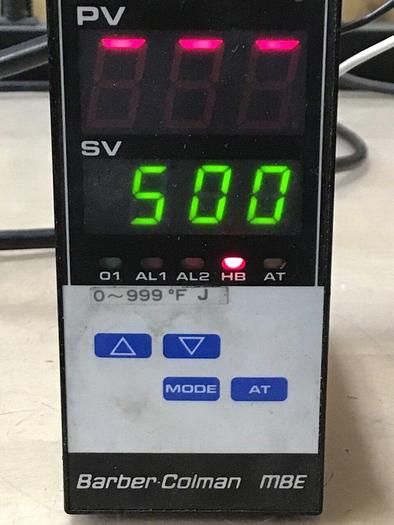 PV
SV
500
O1 AL1 AL2 HB AT
0~999°F J
MODE AT
Barber-Colman MBE